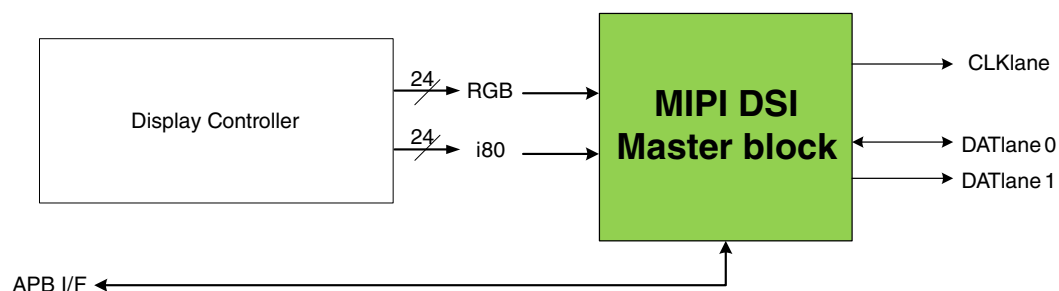 Display Controller
24
RGB
24
i80
MIPI DSI
Master block
CLKlane
DATlane 0
DATlane 1
APB I/F